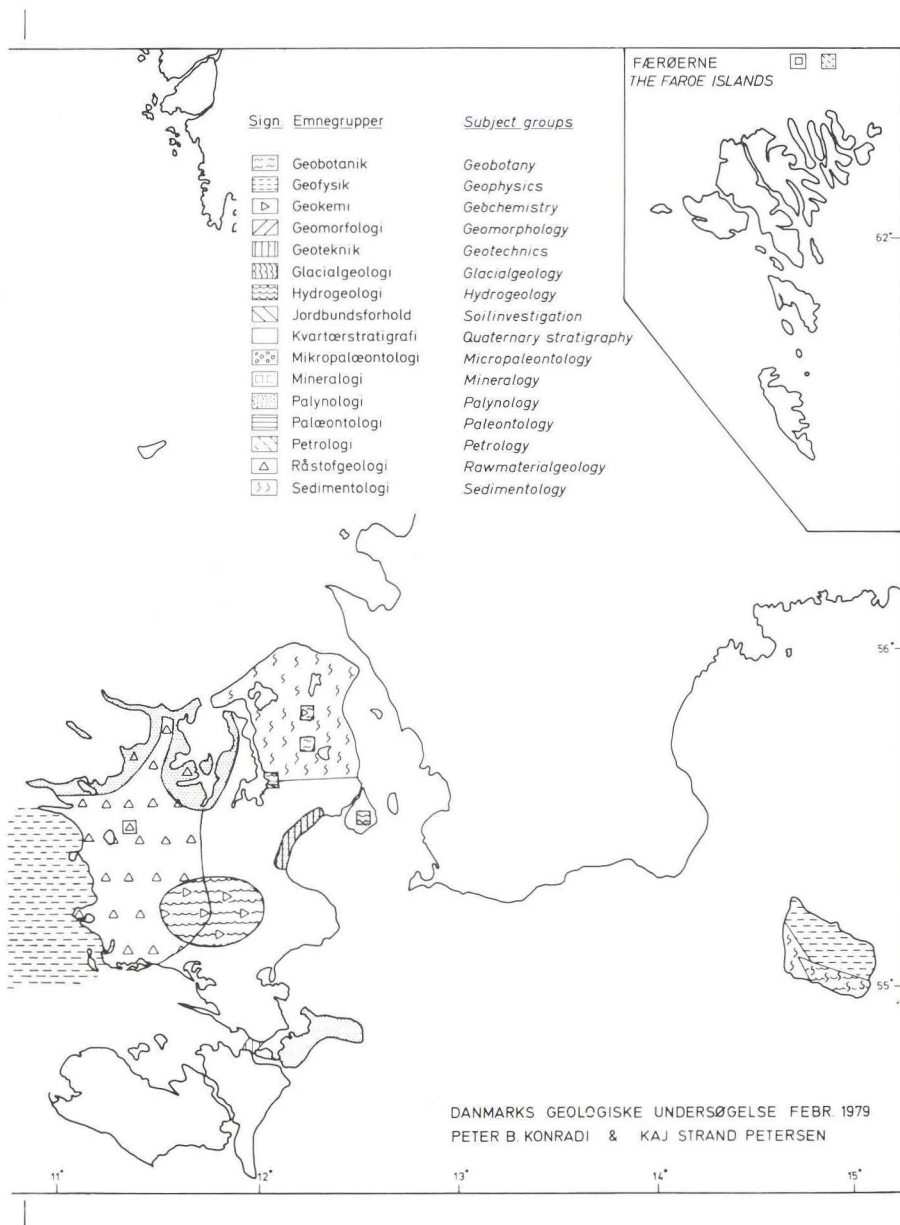 FÆRØERNE
THE FAROE ISLANDS
Sign. Emnegrupper Subject groups
Geobotanik Geobotany
Geofysik Geophysics
Geokemi Geochemistry
Geomorfologi Geomorphology
Geoteknik Geotechnics
Glacialgeologi Glacialgeology
Hydrogeologi Hydrogeology
Jordbundsforhold Soilinvestigation
Kvartærstratigrafi Quaternary stratigraphy
Mikropalæontologi Micropaleontology
Mineralogi Mineralogy
Palynologi Palynology
Palæontologi Paleontology
Petrologi Petrology
Råstofgeologi Rawmaterialgeology
Sedimentologi Sedimentology
62°
56°
55°
DANMARKS GEOLOGISKE UNDERSØGELSE FEBR. 1979
PETER B. KONRADI & KAJ STRAND PETERSEN
11° 12° 13° 14° 15°